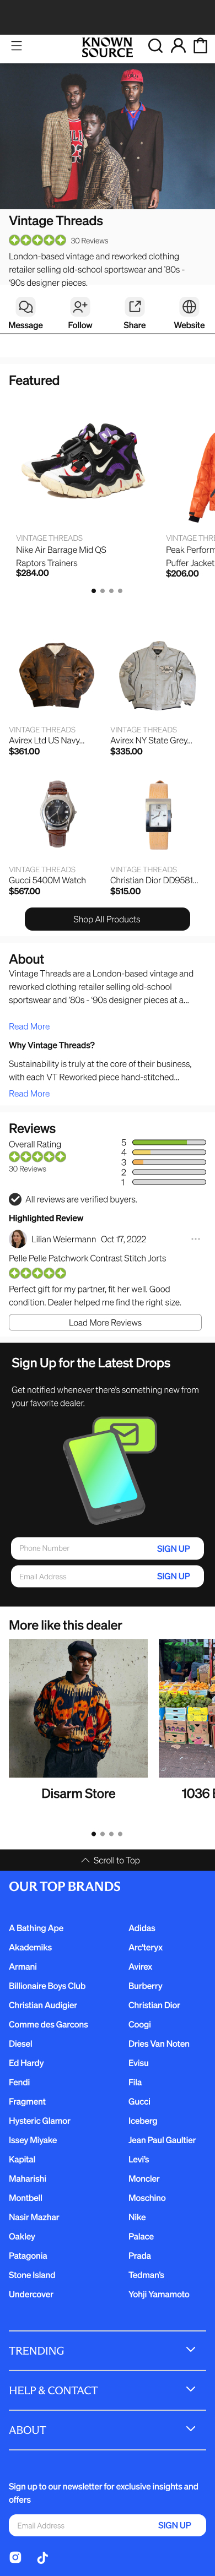 KNOWN
SOURCE
Vintage Threads
30 Reviews
London-based vintage and reworked clothing
retailer selling old-school sportswear and '80s -
'90s designer pieces.
Message
Follow
Share
Website
Featured
VINTAGE THREADS
Nike Air Barrage Mid QS
Raptors Trainers
$284.00
VINTAGE THRE
Peak Perform
Puffer Jacket
$206.00
VINTAGE THREADS
Avirex Ltd US Navy...
$361.00
VINTAGE THREADS
Avirex NY State Grey...
$335.00
VINTAGE THREADS
Gucci 5400M Watch
$567.00
VINTAGE THREADS
Christian Dior DD9581...
$515.00
Shop All Products
About
Vintage Threads are a London-based vintage and
reworked clothing retailer selling old-school
sportswear and '80s - '90s designer pieces at a...
Read More
Why Vintage Threads?
Sustainability is truly at the core of their business,
with each VT Reworked piece hand-stitched...
Read More
Reviews
Overall Rating
30 Reviews
5
4
3
2
1
All reviews are verified buyers.
Highlighted Review
Lilian Weiermann Oct 17, 2022
Pelle Pelle Patchwork Contrast Stitch Jorts
Perfect gift for my partner, fit her well. Good
condition. Dealer helped me find the right size.
Load More Reviews
Sign Up for the Latest Drops
Get notified whenever there's something new from
your favorite dealer.
Phone Number
SIGN UP
Email Address
SIGN UP
More like this dealer
Disarm Store
Scroll to Top
OUR TOP BRANDS
A Bathing Ape
Adidas
Akademiks
Arc'teryx
Armani
Avirex
Billionaire Boys Club
Burberry
Christian Audigier
Christian Dior
Comme des Garcons
Coogi
Diesel
Dries Van Noten
Ed Hardy
Evisu
Fendi
Fila
Fragment
Gucci
Hysteric Glamor
Iceberg
Issey Miyake
Jean Paul Gaultier
Kapital
Levi's
Maharishi
Moncler
Montbell
Moschino
Nasir Mazhar
Nike
Oakley
Palace
Patagonia
Prada
Stone Island
Tedman's
Undercover
Yohji Yamamoto
TRENDING
HELP & CONTACT
ABOUT
Sign up to our newsletter for exclusive insights and
offers
Email Address
SIGN UP